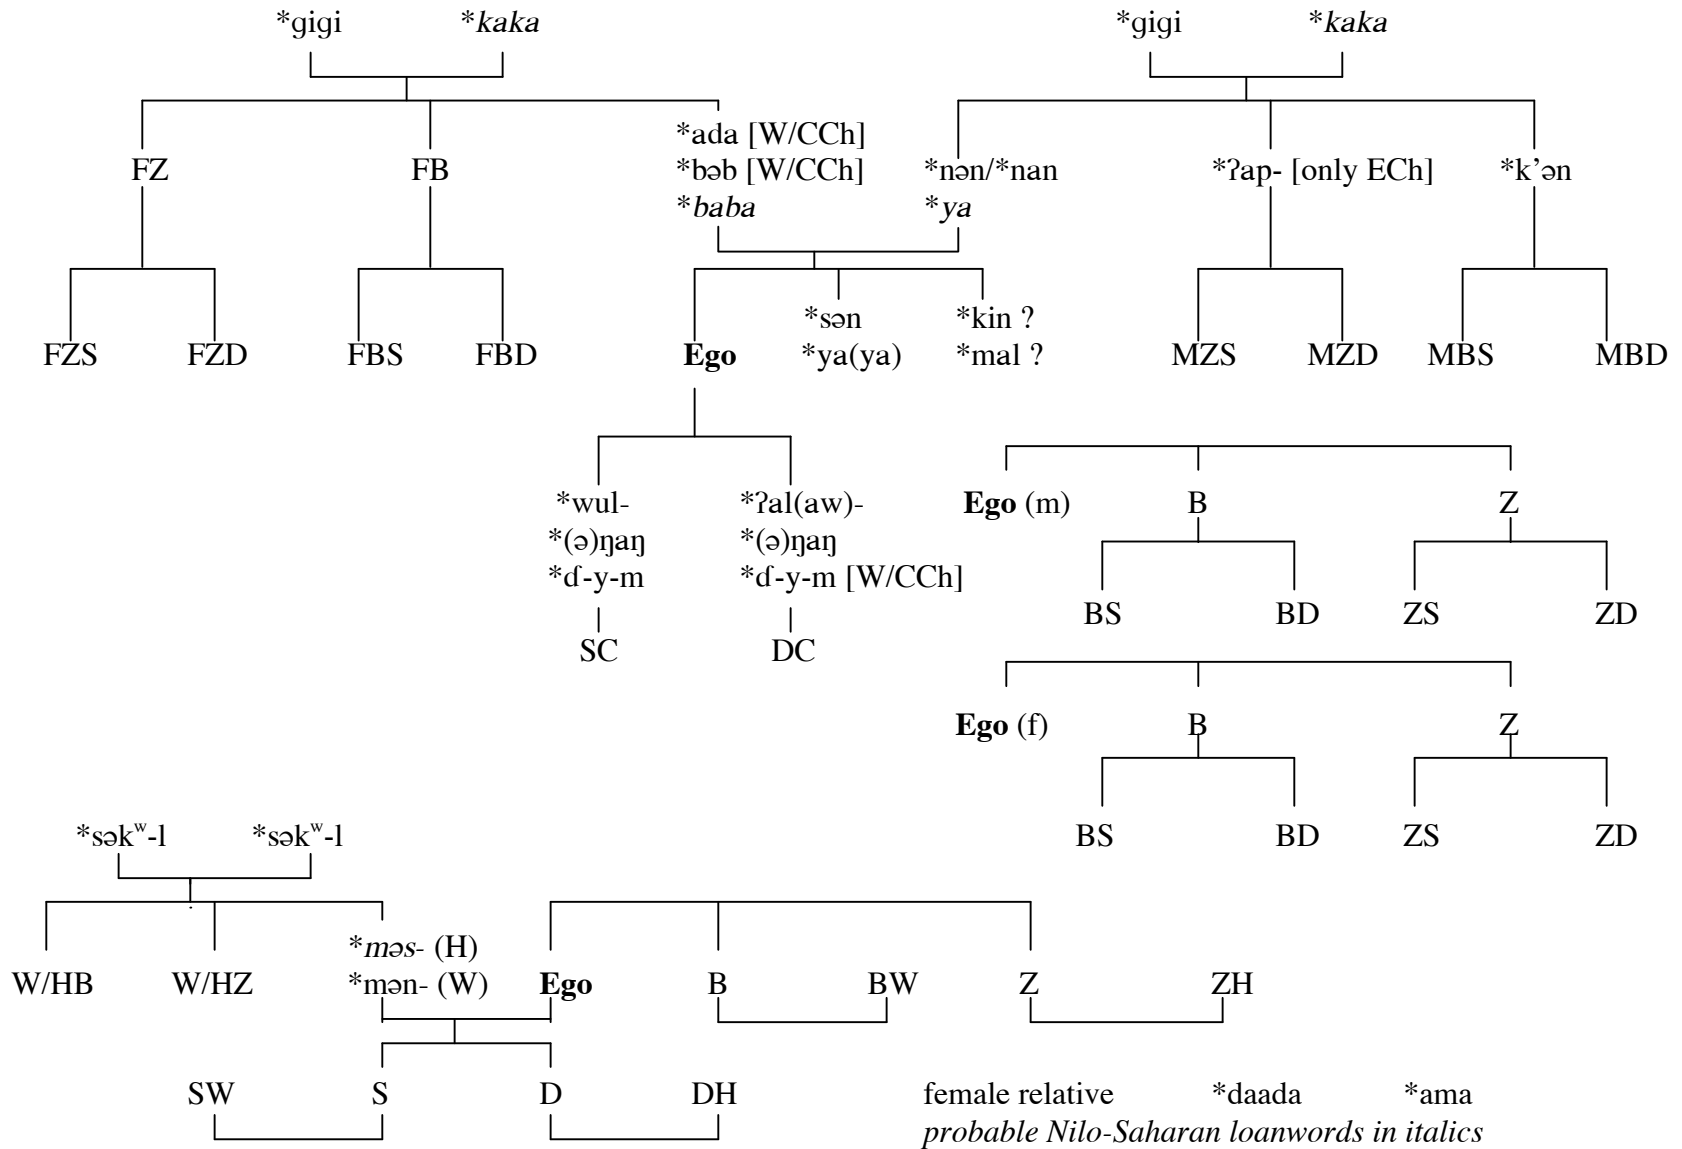 *gigi *kaka *gigi *kaka
*ada [W/CCh]
FZ FB *bəb [W/CCh] *nən/*nan *ʔap- [only ECh] *k’ən
*baba *ya
*sən *kin ?
FZS FZD FBS FBD Ego *ya(ya) *mal ? MZS MZD MBS MBD
*wul- *ʔal(aw)- Ego (m) B Z
*(ə)ŋaŋ *(ə)ŋaŋ
*ɗ-y-m *ɗ-y-m [W/CCh]
BS BD ZS ZD
SC DC
Ego (f) B Z
*səkʷ-l *səkʷ-l BS BD ZS ZD
*məs- (H)
W/HB W/HZ *mən- (W) Ego B BW Z ZH
SW S D DH female relative *daada *ama
probable Nilo-Saharan loanwords in italics